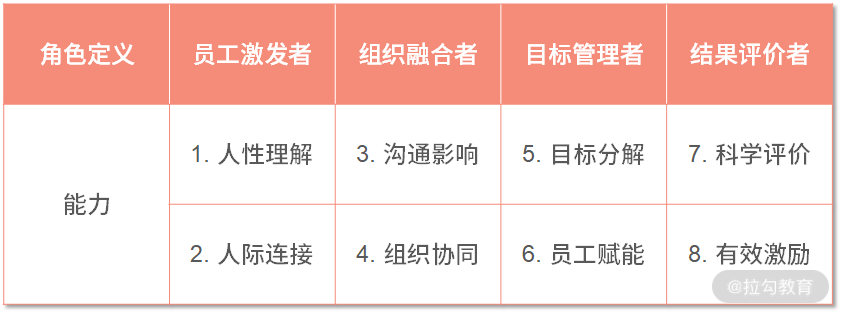 角色定义 员工激发者 组织融合者 目标管理者 结果评价者
能力
1. 人性理解 3. 沟通影响 5. 目标分解 7. 科学评价
2. 人际连接 4. 组织协同 6. 员工赋能 8. 有效激励
@拉勾教育